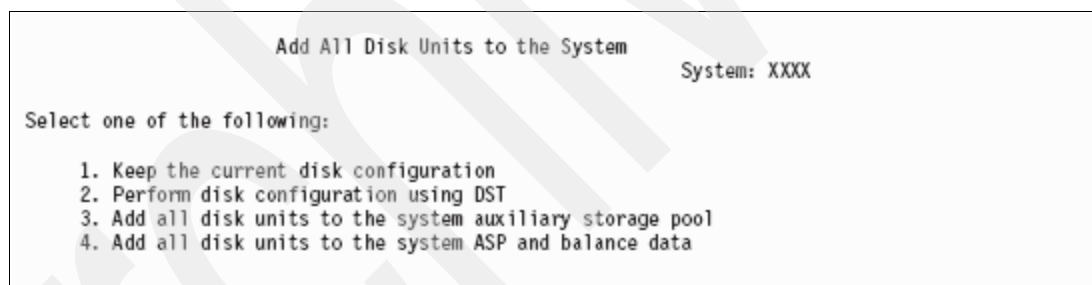 Add All Disk Units to the System
System: XXXX
Select one of the following:
1. Keep the current disk configuration
2. Perform disk configuration using DST
3. Add all disk units to the system auxiliary storage pool
4. Add all disk units to the system ASP and balance data